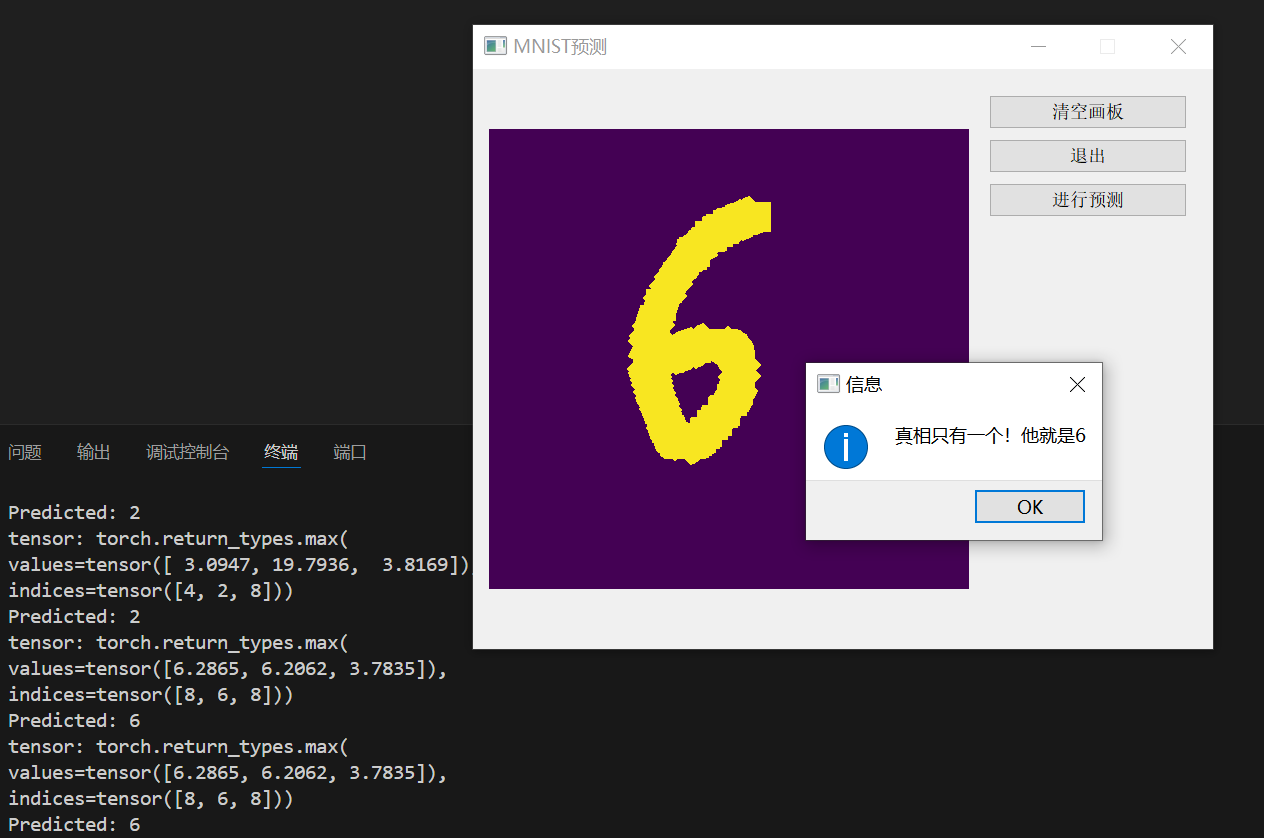 MNIST预测
清空画板
退出
进行预测
6
信息
真相只有一个！他就是6
OK
问题 输出 调试控制台 终端 端口
Predicted: 2
tensor: torch.return_types.max(
values=tensor([ 3.0947, 19.7936,  3.8169]),
indices=tensor([4, 2, 8]))
Predicted: 2
tensor: torch.return_types.max(
values=tensor([6.2865, 6.2062, 3.7835]),
indices=tensor([8, 6, 8]))
Predicted: 6
tensor: torch.return_types.max(
values=tensor([6.2865, 6.2062, 3.7835]),
indices=tensor([8, 6, 8]))
Predicted: 6